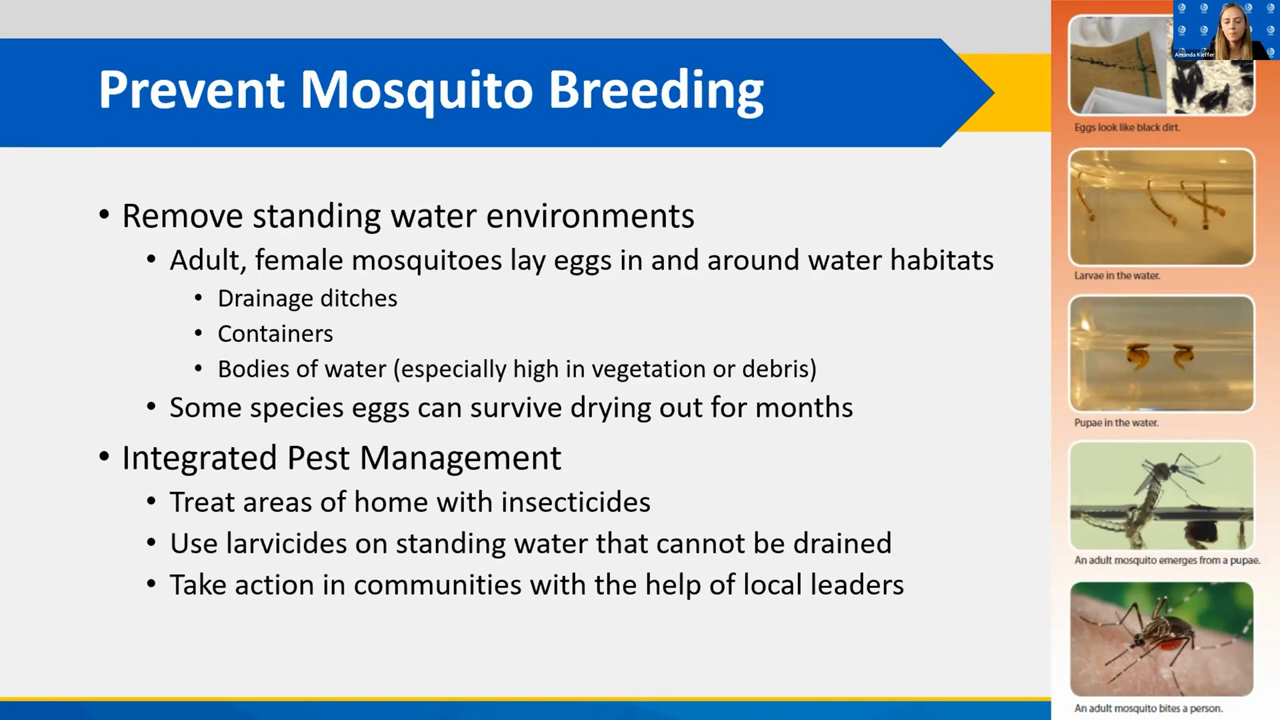 Prevent Mosquito Breeding
• Remove standing water environments
• Adult, female mosquitoes lay eggs in and around water habitats
• Drainage ditches
• Containers
• Bodies of water (especially high in vegetation or debris)
• Some species eggs can survive drying out for months
• Integrated Pest Management
• Treat areas of home with insecticides
• Use larvicides on standing water that cannot be drained
• Take action in communities with the help of local leaders
Amanda Kieffer
Eggs look like black dirt.
Larvae in the water.
Pupae in the water.
An adult mosquito emerges from a pupae.
An adult mosquito bites a person.